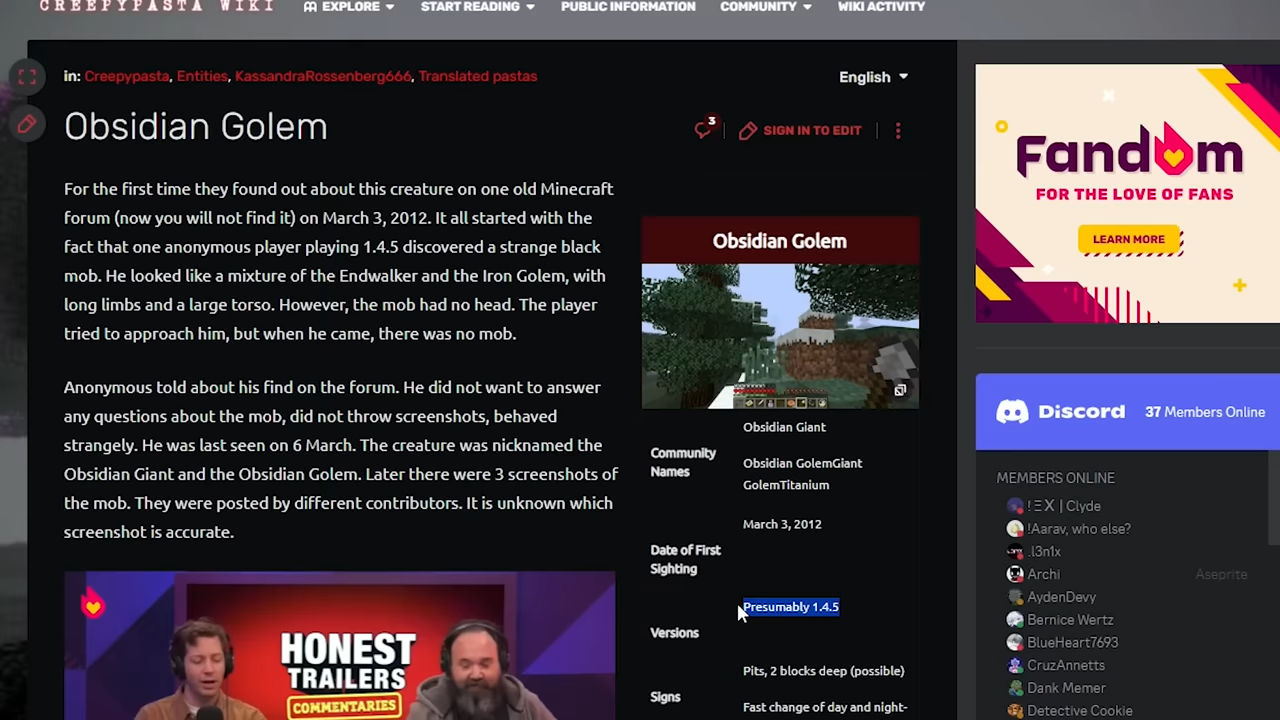 CREEPYPASTA WIKI
EXPLORE
START READING
PUBLIC INFORMATION
COMMUNITY
WIKI ACTIVITY
in: Creepypasta, Entities, KassandraRossenberg666, Translated pastas
English
Obsidian Golem
3
SIGN IN TO EDIT
For the first time they found out about this creature on one old Minecraft
forum (now you will not find it) on March 3, 2012. It all started with the
fact that one anonymous player playing 1.4.5 discovered a strange black
mob. He looked like a mixture of the Endwalker and the Iron Golem, with
long limbs and a large torso. However, the mob had no head. The player
tried to approach him, but when he came, there was no mob.
Anonymous told about his find on the forum. He did not want to answer
any questions about the mob, did not throw screenshots, behaved
strangely. He was last seen on 6 March. The creature was nicknamed the
Obsidian Giant and the Obsidian Golem. Later there were 3 screenshots of
the mob. They were posted by different contributors. It is unknown which
screenshot is accurate.
HONEST
TRAILERS
COMMENTARIES
Obsidian Golem
Community
Names
Obsidian Giant
Obsidian GolemGiant
GolemTitanium
Date of First
Sighting
March 3, 2012
Versions
Presumably 1.4.5
Signs
Pits, 2 blocks deep (possible)
Fast change of day and night-
Fandom
FOR THE LOVE OF FANS
LEARN MORE
Discord
37 Members Online
MEMBERS ONLINE
!ΞX | Clyde
!Aarav, who else?
.l3n1x
Archi
Aseprite
AydenDevy
Bernice Wertz
BlueHeart7693
CruzAnnetts
Dank Memer
Detective Cookie